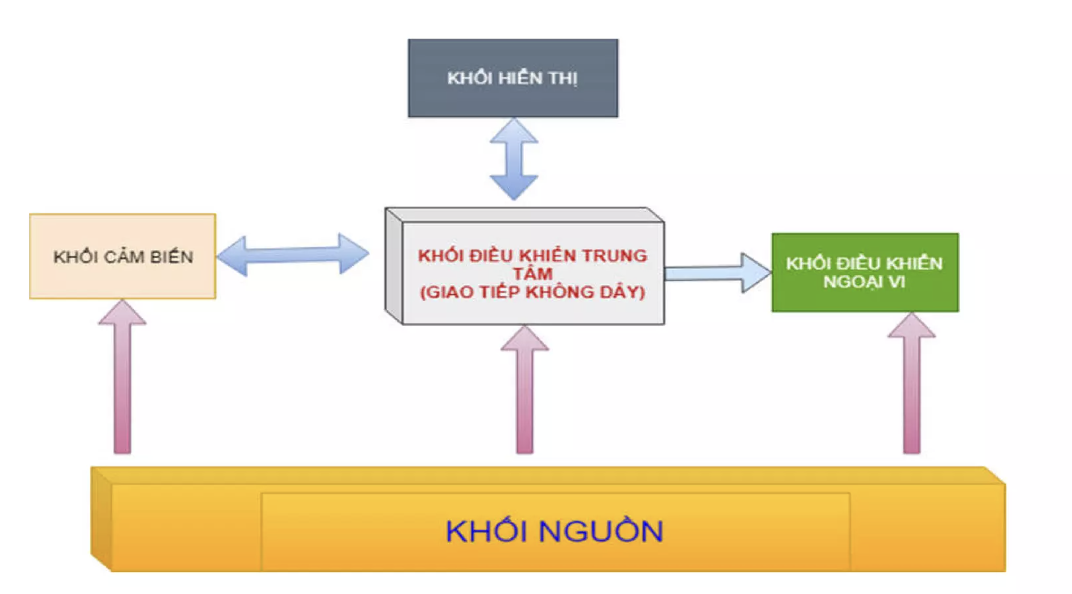 KHỐI HIỂN THỊ
KHỐI CẢM BIẾN
KHỐI ĐIỀU KHIỂN TRUNG
TÂM
(GIAO TIẾP KHÔNG DÂY)
KHỐI ĐIỀU KHIỂN
NGOẠI VI
KHỐI NGUỒN